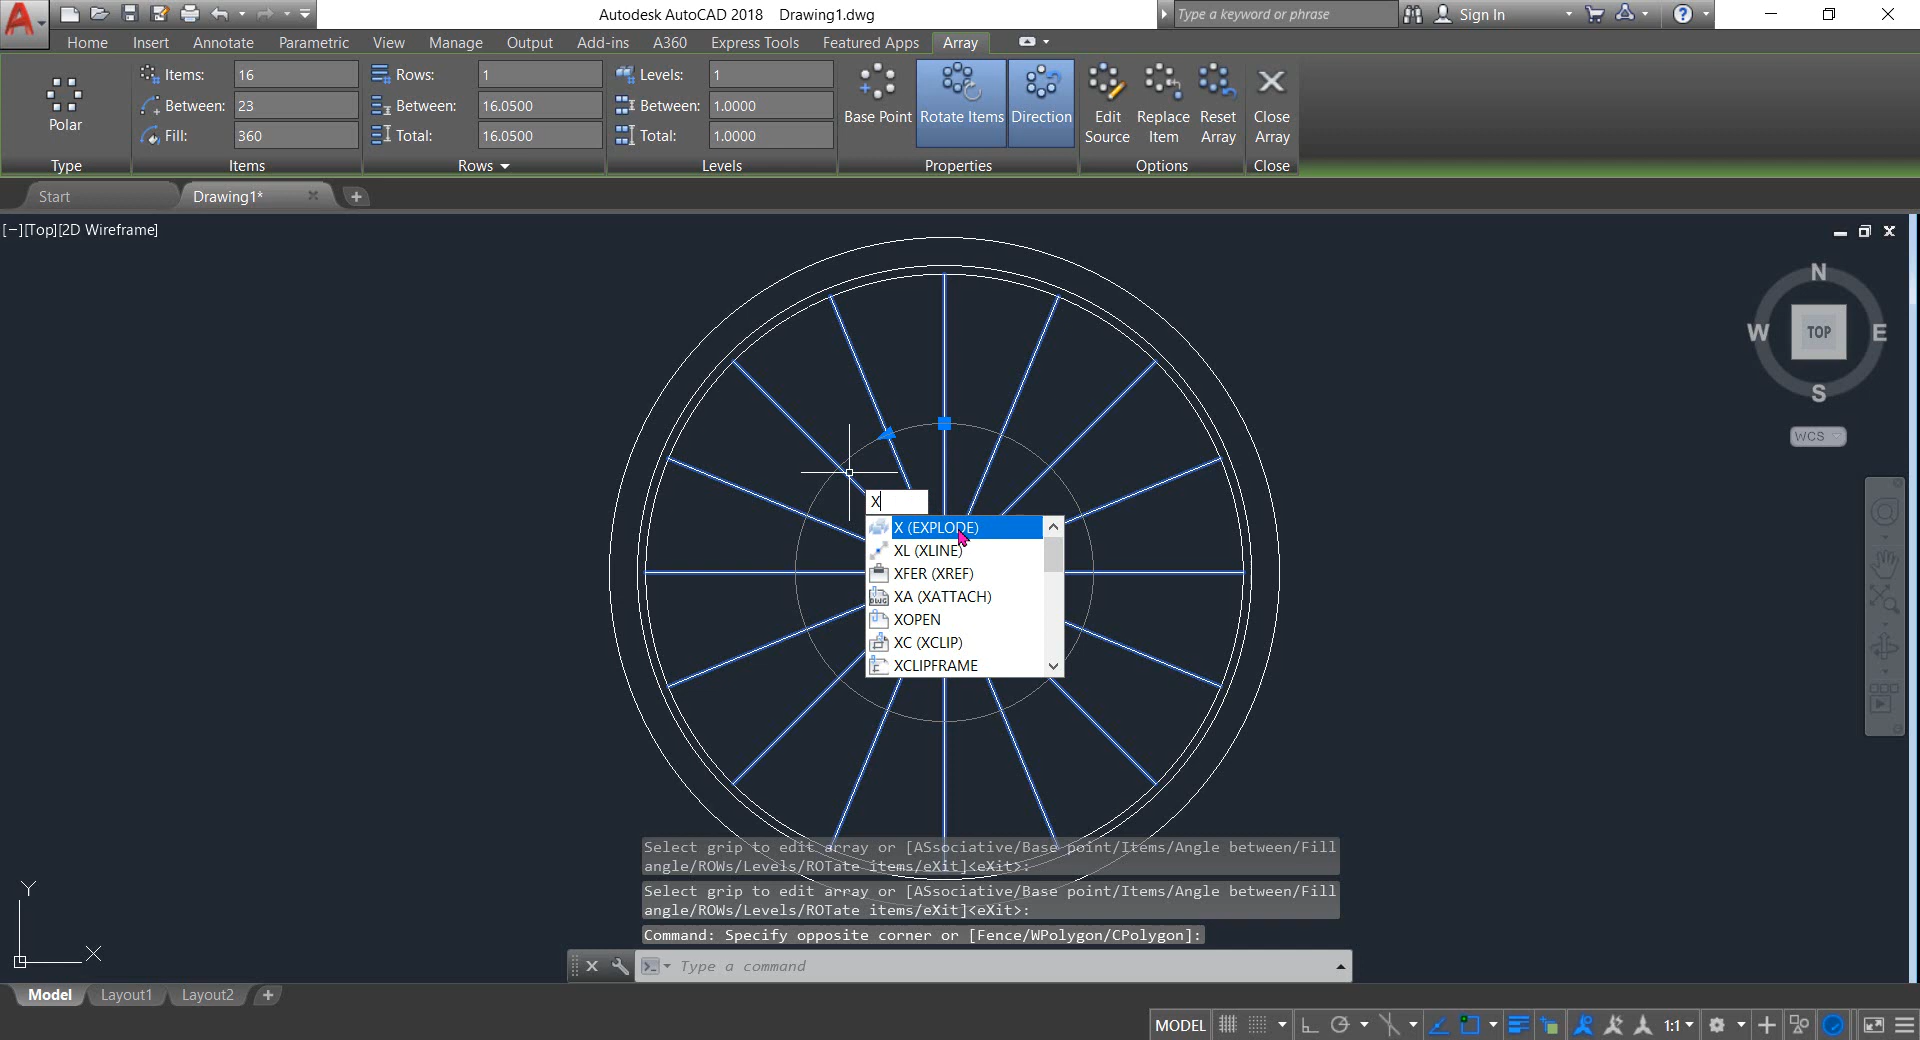 A
Autodesk AutoCAD 2018 Drawing1.dwg
Type a keyword or phrase
Sign In
?
Home Insert Annotate Parametric View Manage Output Add-ins A360 Express Tools Featured Apps Array
Polar
Items: 16
Between: 23
Fill: 360
Rows: 1
Between: 16.0500
Total: 16.0500
Levels: 1
Between: 1.0000
Total: 1.0000
Base Point
Rotate Items
Direction
Edit Source
Replace Item
Reset Array
Close Array
Type Items Rows Levels Properties Options Close
Start
Drawing1*
[−][Top][2D Wireframe]
N
W TOP E
S
WCS
X
X (EXPLODE)
XL (XLINE)
XFER (XREF)
XA (XATTACH)
XOPEN
XC (XCLIP)
XCLIPFRAME
Select grip to edit array or [ASsociative/Base point/Items/Angle between/Fill
angle/ROWs/Levels/ROTate items/eXit]<eXit>:
Select grip to edit array or [ASsociative/Base point/Items/Angle between/Fill
angle/ROWs/Levels/ROTate items/eXit]<eXit>:
Command: Specify opposite corner or [Fence/WPolygon/CPolygon]:
Type a command
Y
X
Model Layout1 Layout2
MODEL 1:1